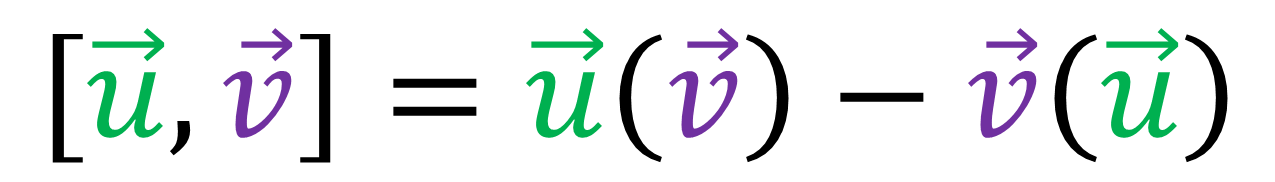 [u⃗, v⃗] = u⃗(v⃗) − v⃗(u⃗)